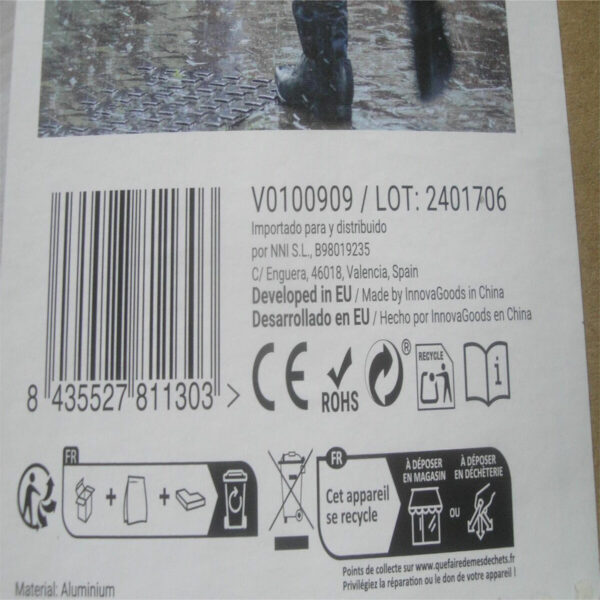 V0100909 / LOT: 2401706
Importado para y distribuido
por NNI S.L., B98019235
C/ Enguera, 46018, Valencia, Spain
Developed in EU / Made by InnovaGoods in China
Desarrollado en EU / Hecho por InnovaGoods en China
8 435527 811303 >
CE
ROHS
®
RECYCLE
i
FR
+ +
FR
Cet appareil
se recycle
À DÉPOSER
EN MAGASIN
OU
À DÉPOSER
EN DÉCHÈTERIE
Points de collecte sur www.quefairedemesdechets.fr
Privilégiez la réparation ou le don de votre appareil !
Material: Aluminium